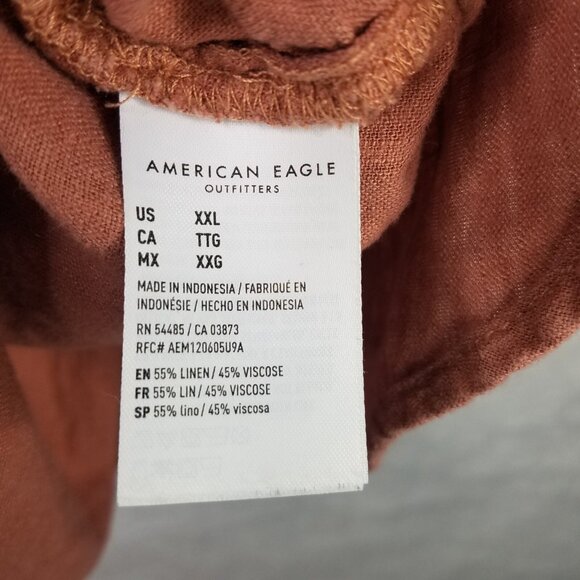 AMERICAN EAGLE
OUTFITTERS
US XXL
CA TTG
MX XXG
MADE IN INDONESIA / FABRIQUÉ EN
INDONÉSIE / HECHO EN INDONESIA
RN 54485 / CA 03873
RFC# AEM120605U9A
EN 55% LINEN / 45% VISCOSE
FR 55% LIN / 45% VISCOSE
SP 55% lino / 45% viscosa